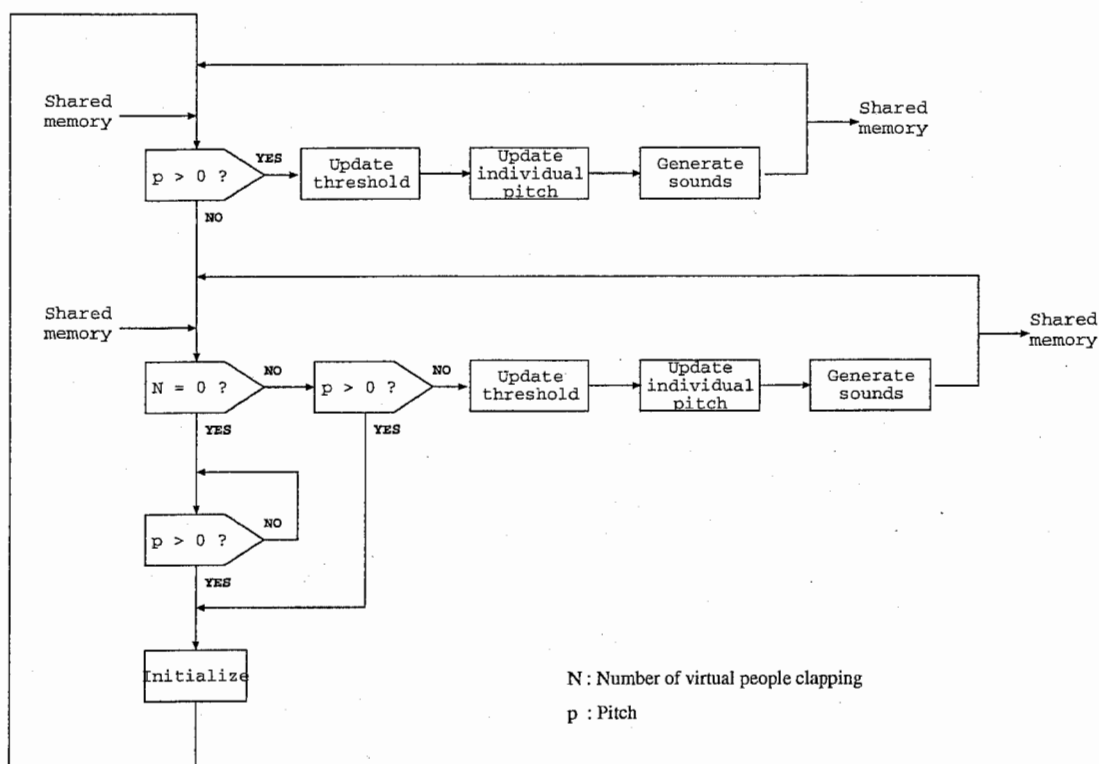 Shared
memory
Shared
memory
p > 0 ?
YES
Update
threshold
Update
individual
pitch
Generate
sounds
NO
Shared
memory
Shared
memory
N = 0 ?
NO
p > 0 ?
NO
Update
threshold
Update
individual
pitch
Generate
sounds
YES
YES
p > 0 ?
NO
YES
Initialize
N : Number of virtual people clapping
p : Pitch